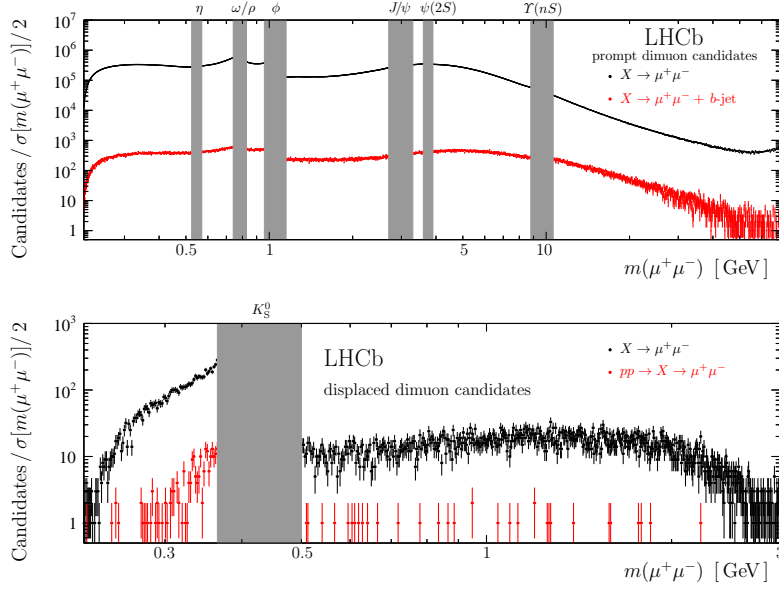 η ω/ρ ϕ J/ψ ψ(2S) ϒ(nS)
Candidates / σ[m(μ⁺μ⁻)]/ 2
10⁷
10⁶
10⁵
10⁴
10³
10²
10
1
LHCb
prompt dimuon candidates
X → μ⁺μ⁻
X → μ⁺μ⁻ + b-jet
0.5 1 5 10
m(μ⁺μ⁻) [GeV]
K⁰S
Candidates / σ[m(μ⁺μ⁻)]/ 2
10³
10²
10
1
LHCb
displaced dimuon candidates
X → μ⁺μ⁻
pp → X → μ⁺μ⁻
0.3 0.5 1 3
m(μ⁺μ⁻) [GeV]